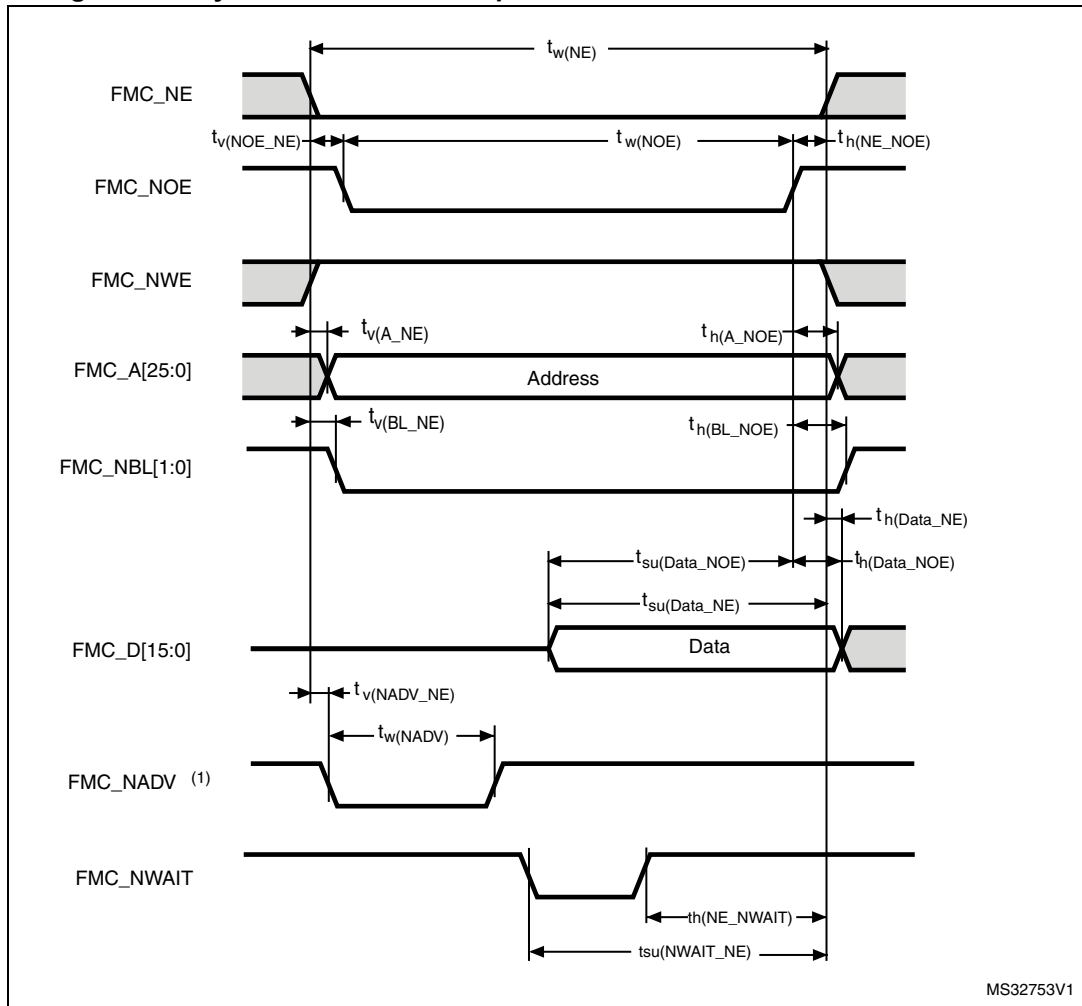 tw(NE)
FMC_NE
tv(NOE_NE)
tw(NOE)
th(NE_NOE)
FMC_NOE
FMC_NWE
tv(A_NE)
th(A_NOE)
FMC_A[25:0]
Address
tv(BL_NE)
th(BL_NOE)
FMC_NBL[1:0]
th(Data_NE)
tsu(Data_NOE)
th(Data_NOE)
tsu(Data_NE)
FMC_D[15:0]
Data
tv(NADV_NE)
tw(NADV)
FMC_NADV (1)
FMC_NWAIT
th(NE_NWAIT)
tsu(NWAIT_NE)
MS32753V1